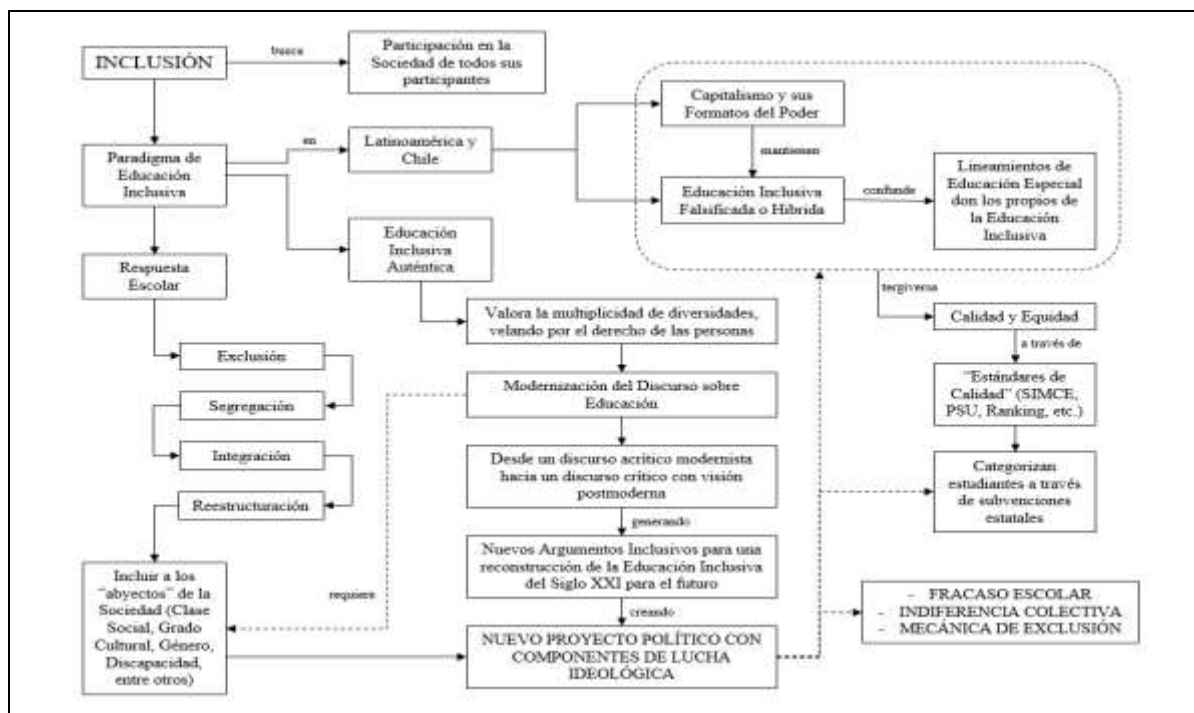 INCLUSIÓN
busca
Participación en la
Sociedad de todos sus
participantes
Paradigma de
Educación
Inclusiva
en
Latinoamérica y
Chile
Capitalismo y sus
Formatos del Poder
mantienen
Educación Inclusiva
Falsificada o Híbrida
confunde
Lineamientos de
Educación Especial
don los propios de
la Educación
Inclusiva
Educación
Inclusiva
Auténtica
Respuesta
Escolar
tergiversa
Valora la multiplicidad de diversidades,
velando por el derecho de las personas
Calidad y Equidad
a través de
Exclusión
Segregación
Integración
Reestructuración
Modernización del Discurso sobre
Educación
"Estándares de
Calidad" (SIMCE,
PSU, Ranking, etc.)
Desde un discurso acrítico modernista
hacia un discurso crítico con visión
postmoderna
Categorizan
estudiantes a través
de subvenciones
estatales
generando
Nuevos Argumentos Inclusivos para una
reconstrucción de la Educación Inclusiva
del Siglo XXI para el futuro
Incluir a los
"abyectos" de la
Sociedad (Clase
Social, Grado
Cultural, Género,
Discapacidad,
entre otros)
requiere
creando
NUEVO PROYECTO POLÍTICO CON
COMPONENTES DE LUCHA
IDEOLÓGICA
- FRACASO ESCOLAR
- INDIFERENCIA COLECTIVA
- MECÁNICA DE EXCLUSIÓN